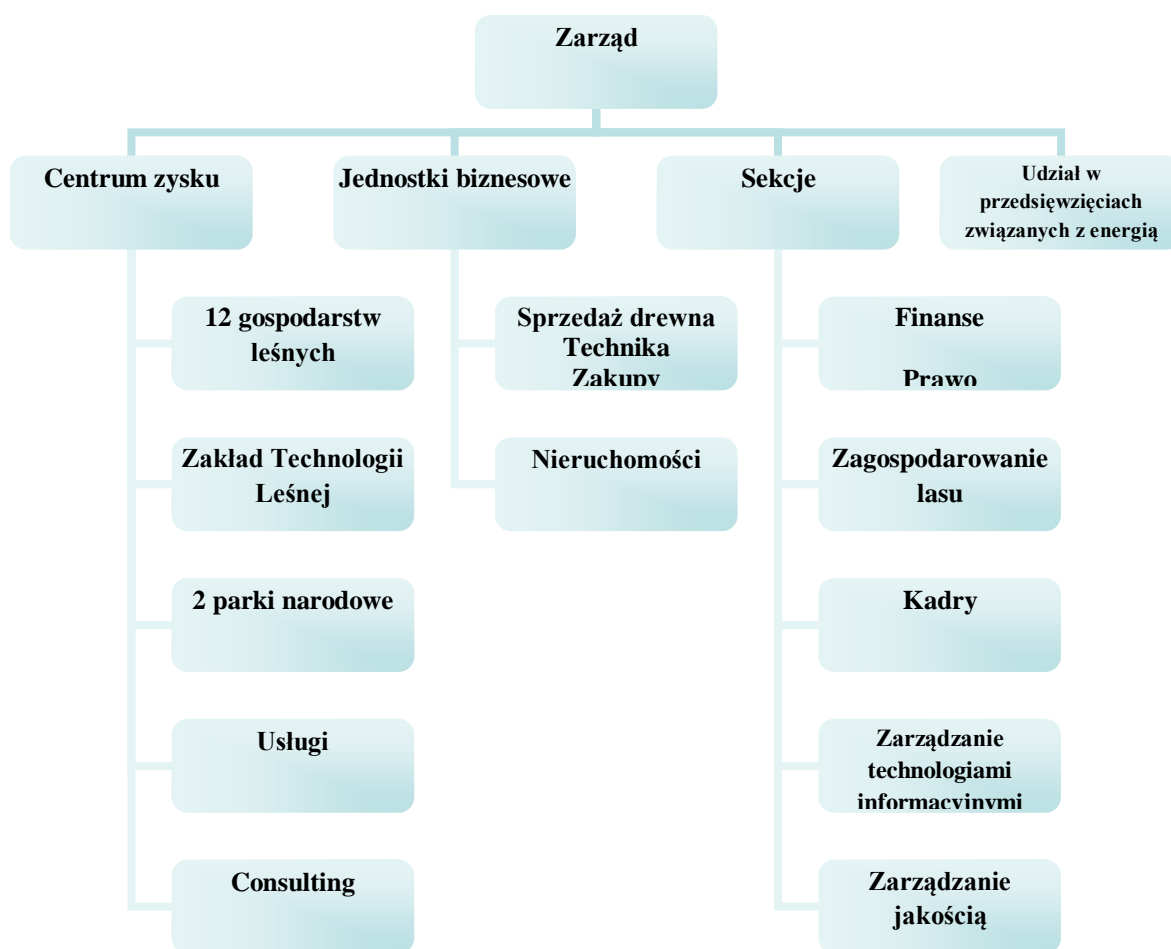 Zarząd
Centrum zysku
Jednostki biznesowe
Sekcje
Udział w
przedsięwzięciach
związanych z energią
12 gospodarstw
leśnych
Sprzedaż drewna
Technika
Zakupy
Finanse
Prawo
Zakład Technologii
Leśnej
Nieruchomości
Zagospodarowanie
lasu
2 parki narodowe
Kadry
Usługi
Zarządzanie
technologiami
informacyjnymi
Consulting
Zarządzanie
jakością